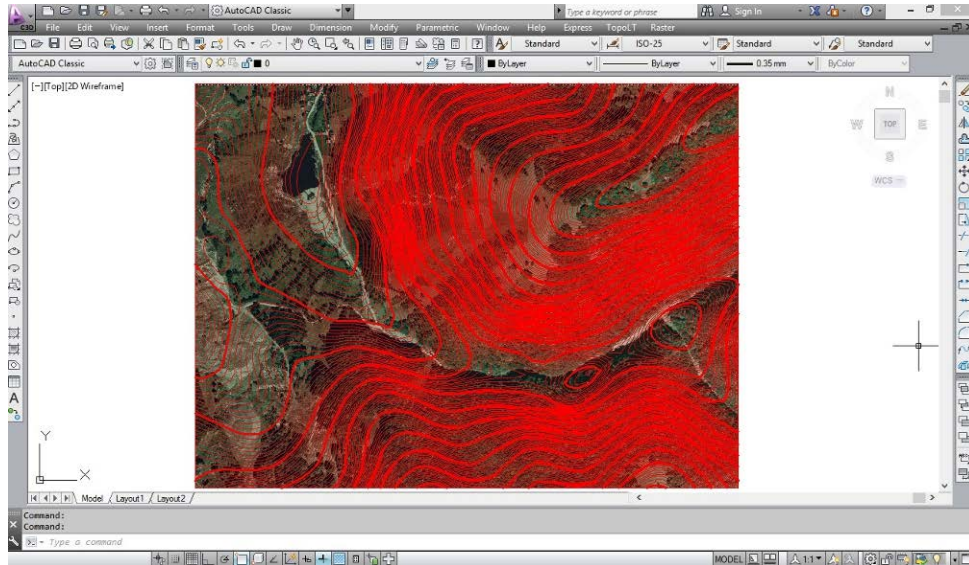 AutoCAD Classic Type a keyword or phrase Sign In
C3D File Edit View Insert Format Tools Draw Dimension Modify Parametric Window Help Express TopoLT Raster
Standard ISO-25 Standard Standard
AutoCAD Classic 0 ByLayer ByLayer 0.35 mm ByColor
[-][Top][2D Wireframe]
N
W TOP E
S
WCS
Y
X
Model Layout1 Layout2
Command:
Command:
Type a command
MODEL 1:1